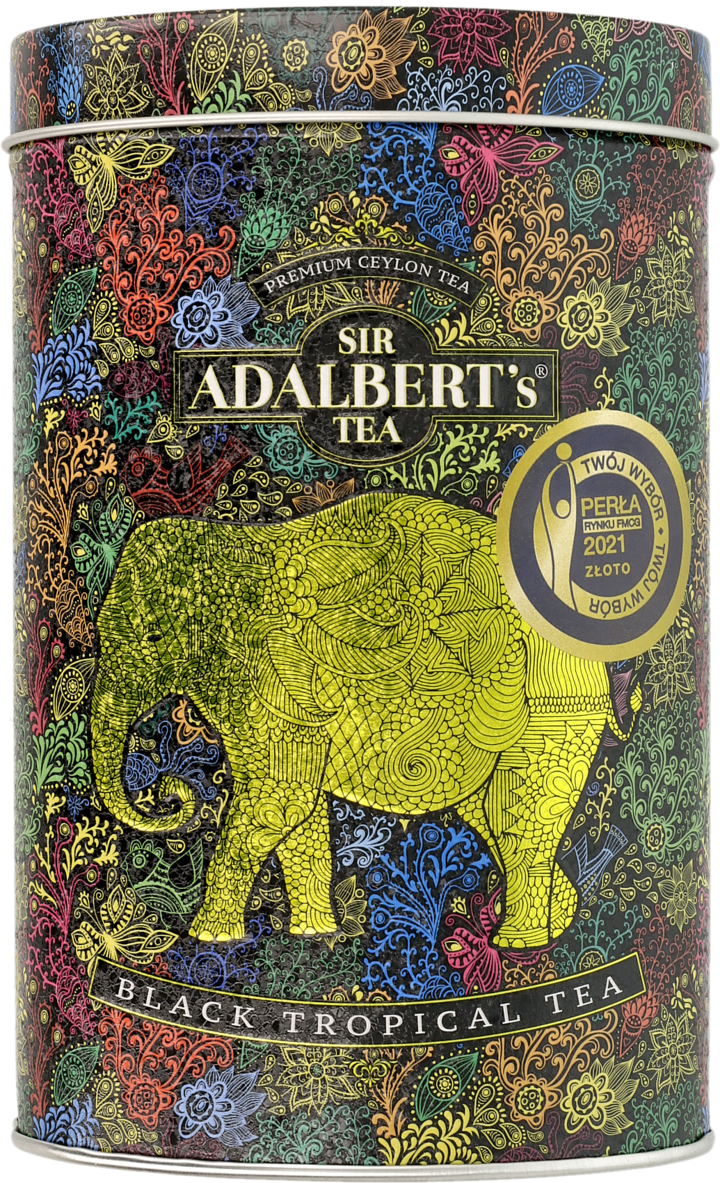 PREMIUM CEYLON TEA
SIR
ADALBERT's®
TEA
TWÓJ WYBÓR • TWÓJ WYBÓR
PERŁA
RYNKU FMCG
2021
ZŁOTO
BLACK TROPICAL TEA